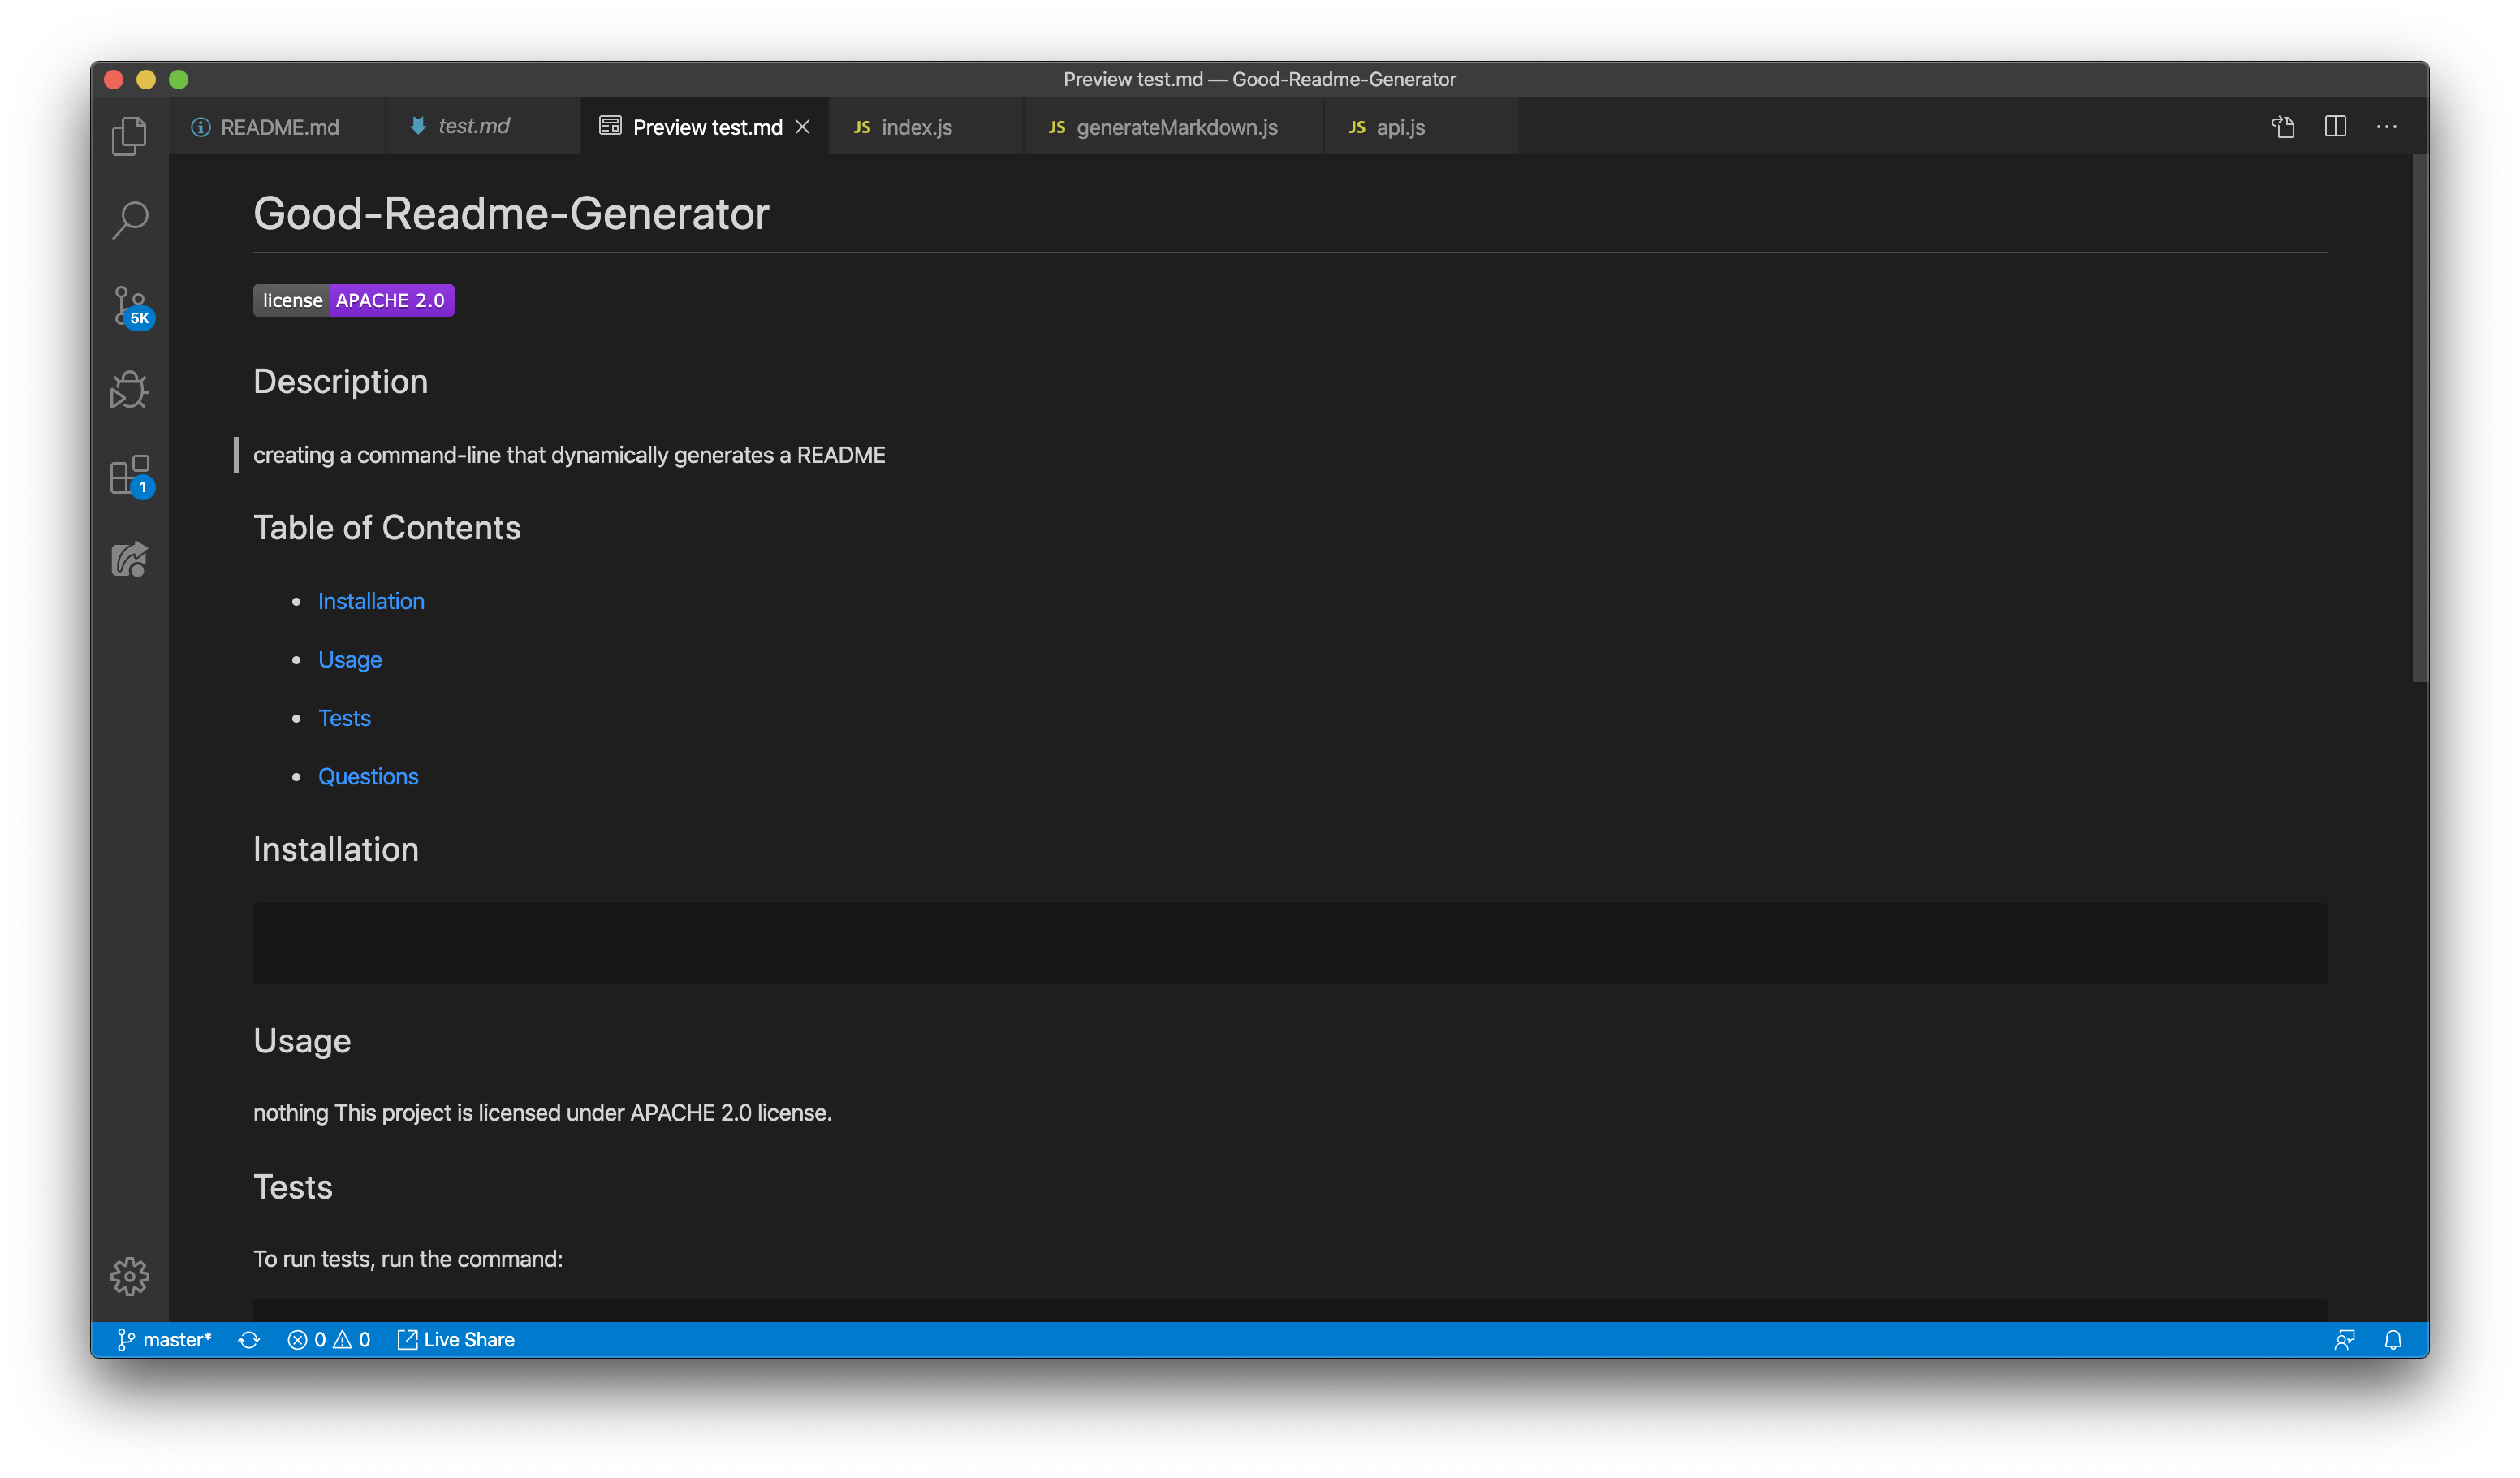 Preview test.md — Good-Readme-Generator
README.md
test.md
Preview test.md
JS index.js
JS generateMarkdown.js
JS api.js
Good-Readme-Generator
license APACHE 2.0
5K
Description
creating a command-line that dynamically generates a README
1
Table of Contents
Installation
Usage
Tests
Questions
Installation
Usage
nothing This project is licensed under APACHE 2.0 license.
Tests
To run tests, run the command:
master* 0 0 Live Share